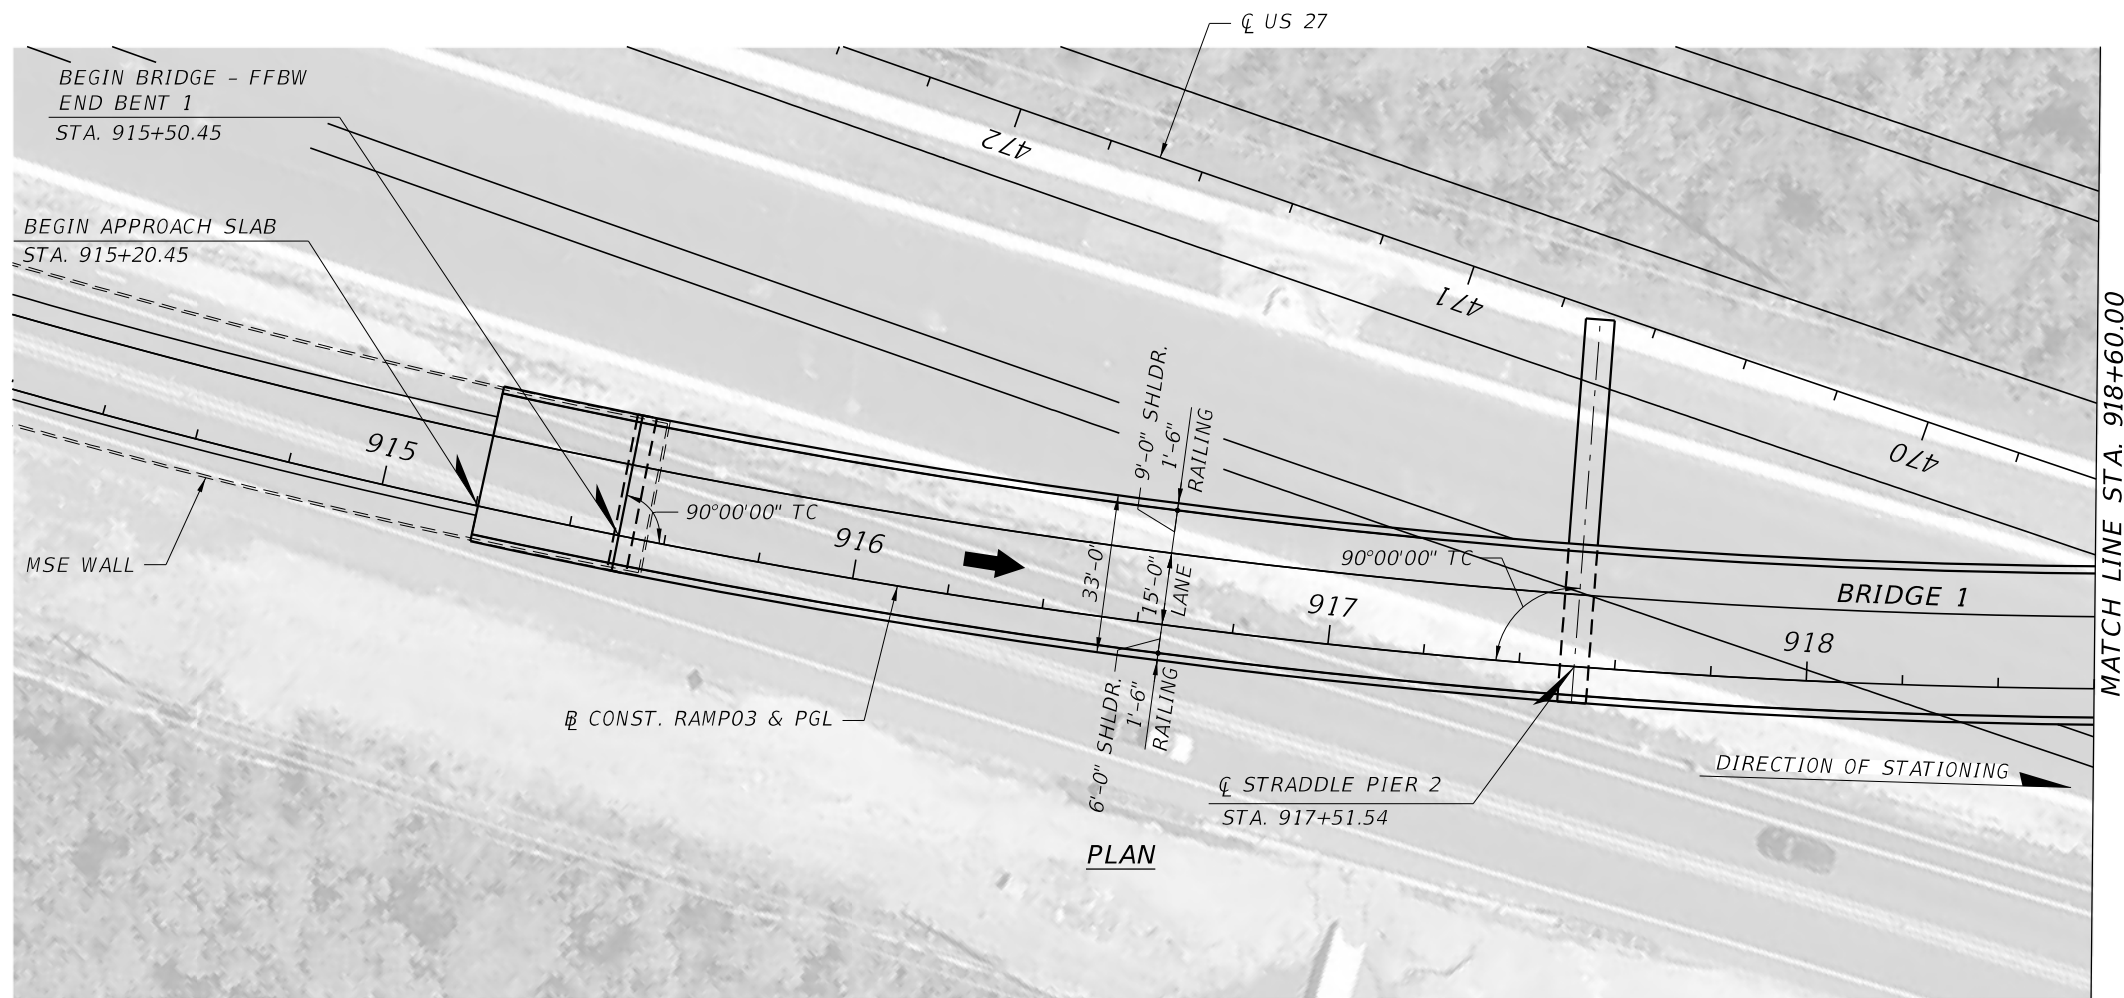 ℄ US 27
BEGIN BRIDGE - FFBW
END BENT 1
STA. 915+50.45
472
BEGIN APPROACH SLAB
STA. 915+20.45
471
MATCH LINE STA. 918+60.00
9'-0" SHLDR.
1'-6"
RAILING
470
915
90°00'00" TC
916
33'-0"
15'-0"
LANE
90°00'00" TC
MSE WALL
917
BRIDGE 1
918
6'-0" SHLDR.
1'-6"
RAILING
BL CONST. RAMP03 & PGL
DIRECTION OF STATIONING
℄ STRADDLE PIER 2
STA. 917+51.54
PLAN